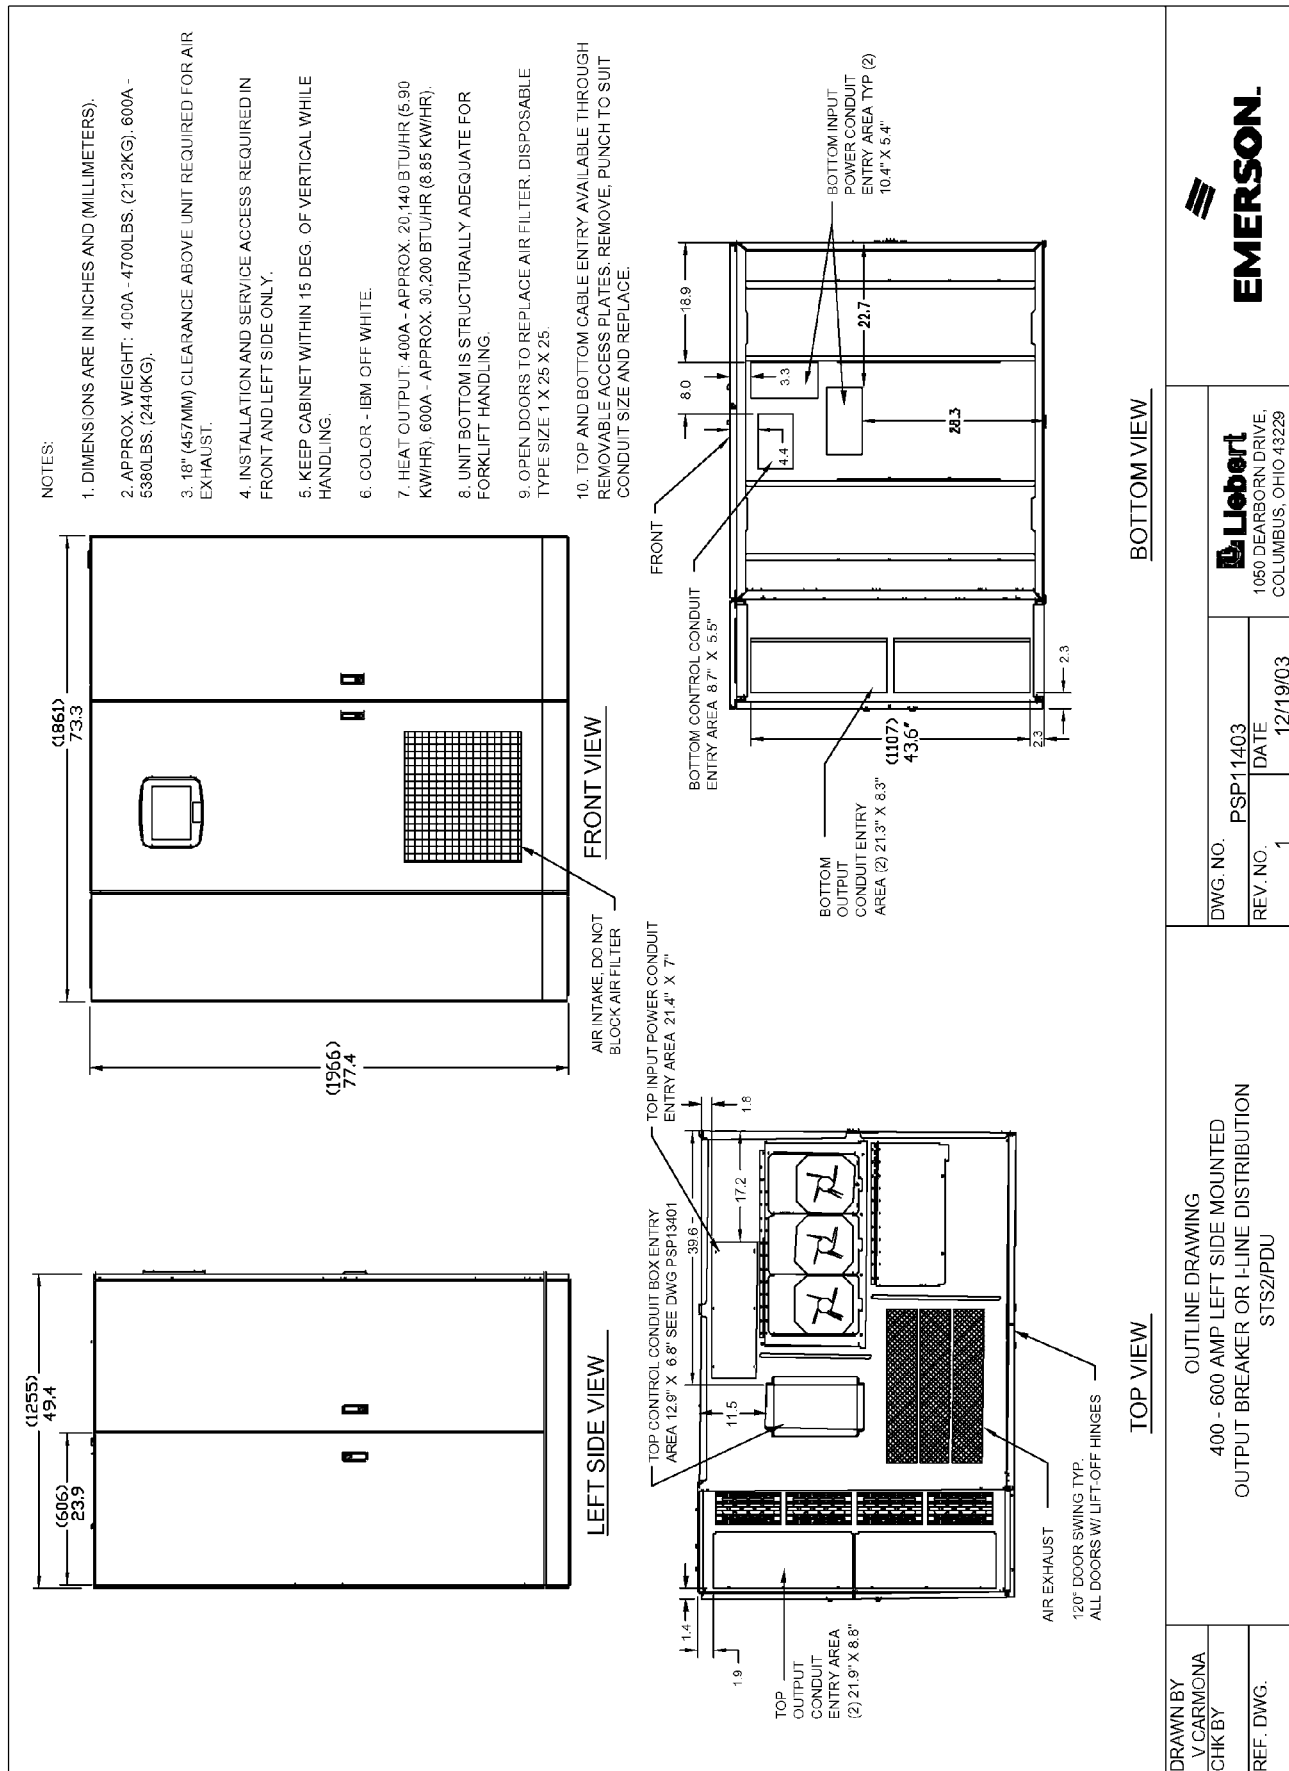 NOTES:
1. DIMENSIONS ARE IN INCHES AND (MILLIMETERS).
2. APPROX. WEIGHT: 400A - 4700LBS. (2132KG). 600A -
5380LBS. (2440KG).
3. 18" (457MM) CLEARANCE ABOVE UNIT REQUIRED FOR AIR
EXHAUST.
4. INSTALLATION AND SERVICE ACCESS REQUIRED IN
FRONT AND LEFT SIDE ONLY.
5. KEEP CABINET WITHIN 15 DEG. OF VERTICAL WHILE
HANDLING.
6. COLOR - IBM OFF WHITE.
7. HEAT OUTPUT: 400A - APPROX. 20,140 BTU/HR (5.90
KW/HR). 600A - APPROX. 30,200 BTU/HR (8.85 KW/HR).
8. UNIT BOTTOM IS STRUCTURALLY ADEQUATE FOR
FORKLIFT HANDLING.
9. OPEN DOORS TO REPLACE AIR FILTER. DISPOSABLE
TYPE SIZE 1 X 25 X 25.
10. TOP AND BOTTOM CABLE ENTRY AVAILABLE THROUGH
REMOVABLE ACCESS PLATES. REMOVE, PUNCH TO SUIT
CONDUIT SIZE AND REPLACE.
(1255)
49.4
(606)
23.9
LEFT SIDE VIEW
(1861)
73.3
(1966)
77.4
AIR INTAKE, DO NOT
BLOCK AIR FILTER
FRONT VIEW
TOP CONTROL CONDUIT BOX ENTRY
AREA 12.9" X 6.8" SEE DWG PSP13401
TOP INPUT POWER CONDUIT
ENTRY AREA 21.4" X 7"
1.4
1.9
11.5
39.6
17.2
1.8
TOP
OUTPUT
CONDUIT
ENTRY AREA
(2) 21.9" X 8.8"
AIR EXHAUST
120° DOOR SWING TYP.
ALL DOORS W/ LIFT-OFF HINGES
TOP VIEW
FRONT
BOTTOM CONTROL CONDUIT
ENTRY AREA 8.7" X 5.5"
BOTTOM INPUT
POWER CONDUIT
ENTRY AREA TYP (2)
10.4" X 5.4"
8.0
18.9
4.4
3.3
22.7
28.3
(1107)
43.6"
2.3
2.3
BOTTOM
OUTPUT
CONDUIT ENTRY
AREA (2) 21.3" X 8.3"
BOTTOM VIEW
DRAWN BY
V CARMONA
CHK BY
REF. DWG.
OUTLINE DRAWING
400 - 600 AMP LEFT SIDE MOUNTED
OUTPUT BREAKER OR I-LINE DISTRIBUTION
STS2/PDU
DWG. NO.
PSP11403
REV. NO.
1
DATE
12/19/03
Liebert
1050 DEARBORN DRIVE,
COLUMBUS, OHIO 43229
EMERSON.